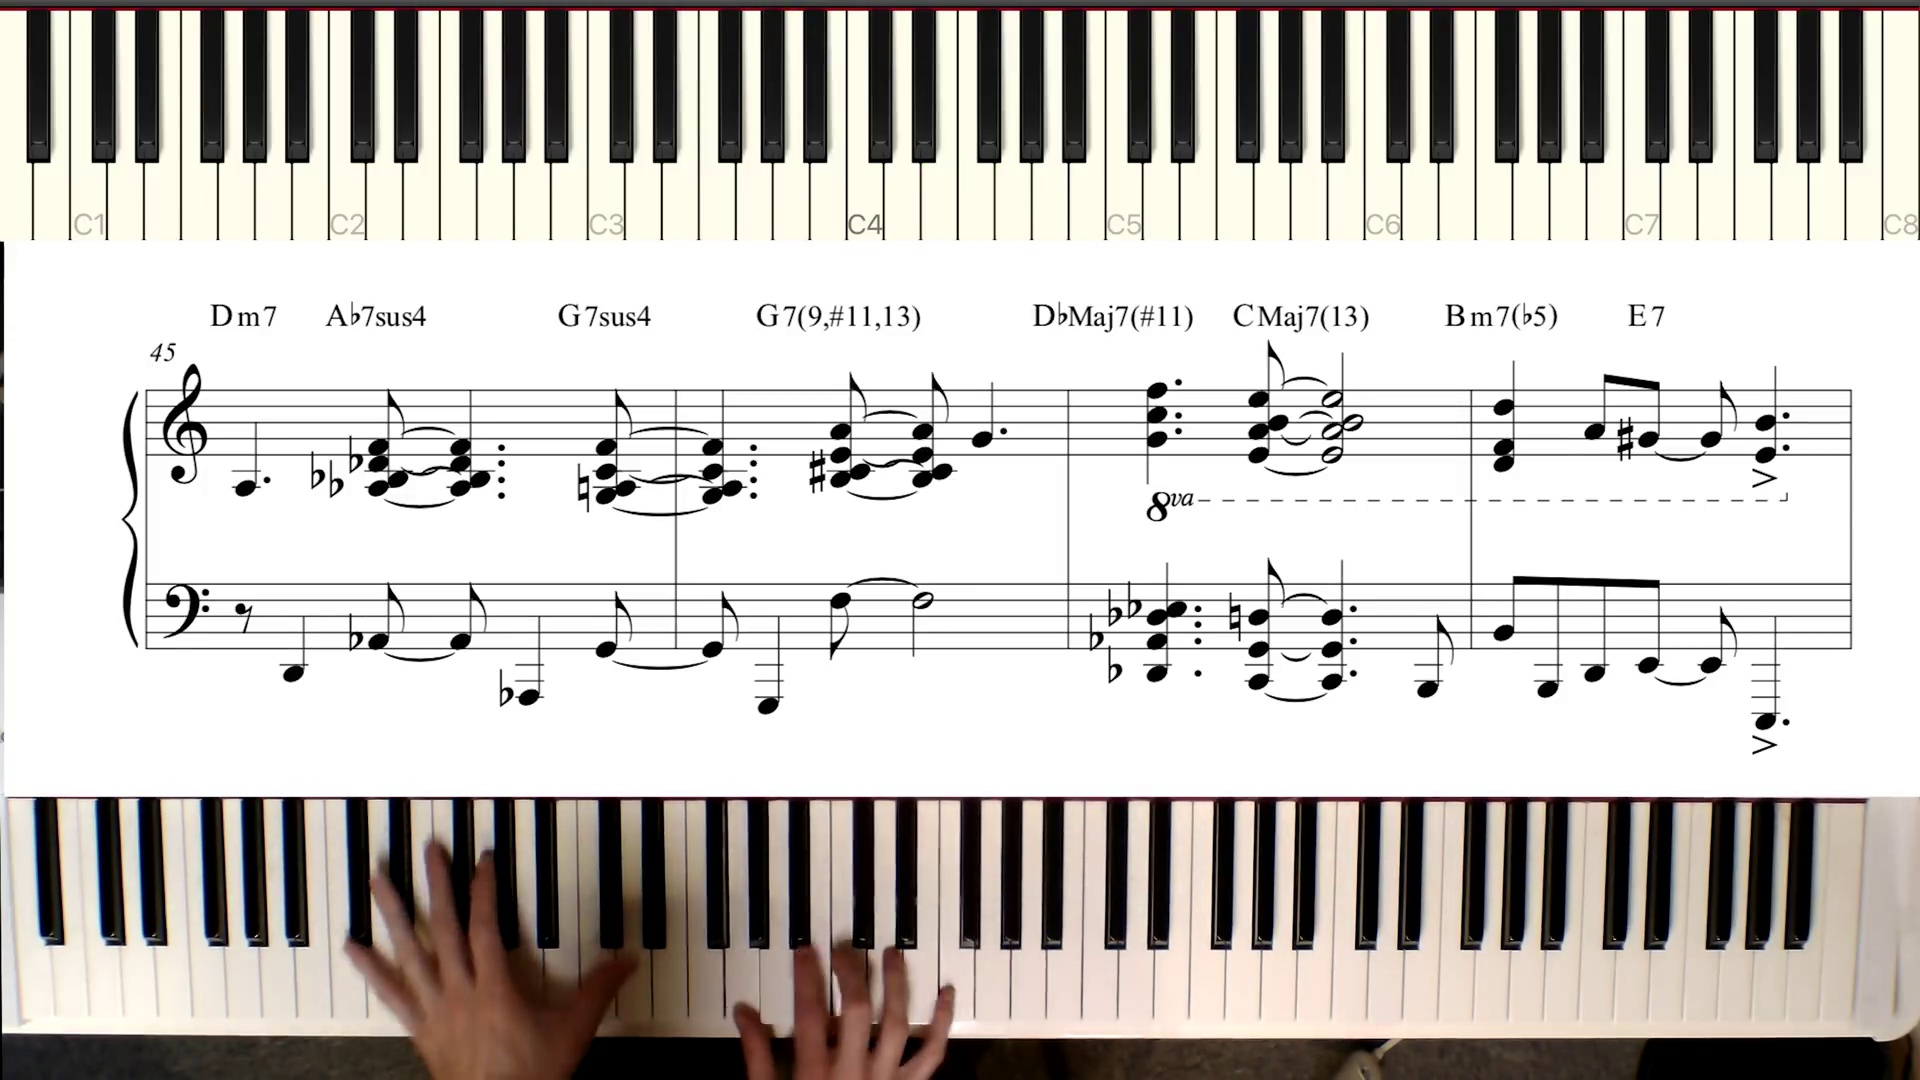 C1 C2 C3 C4 C5 C6 C7 C8
Dm7 A♭7sus4 G7sus4 G7(9,#11,13) D♭Maj7(#11) CMaj7(13) Bm7(♭5) E7
45
8va